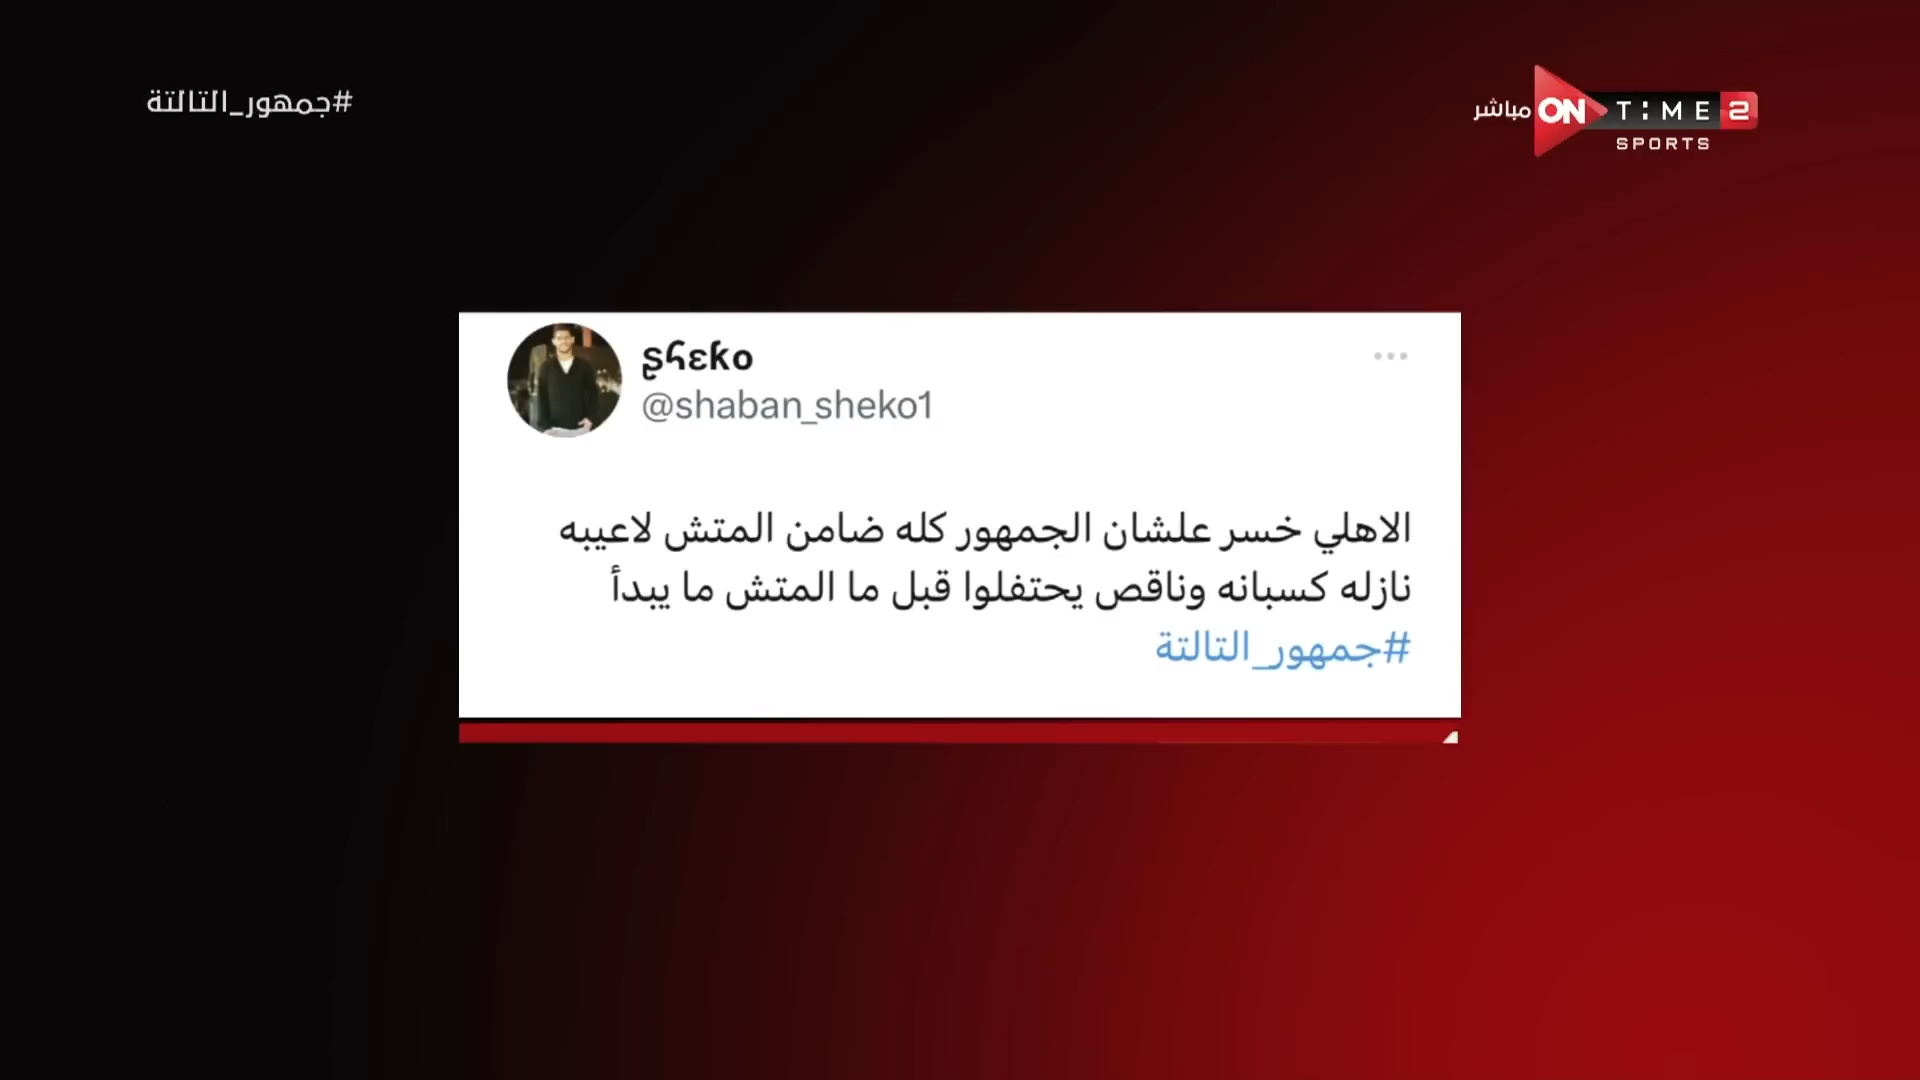 #جمهور_التالتة
مباشر ON TIME 2
SPORTS
ʂɦɛƙo
@shaban_sheko1
الاهلي خسر علشان الجمهور كله ضامن المتش لاعيبه
نازله كسبانه وناقص يحتفلوا قبل ما المتش ما يبدأ
#جمهور_التالتة